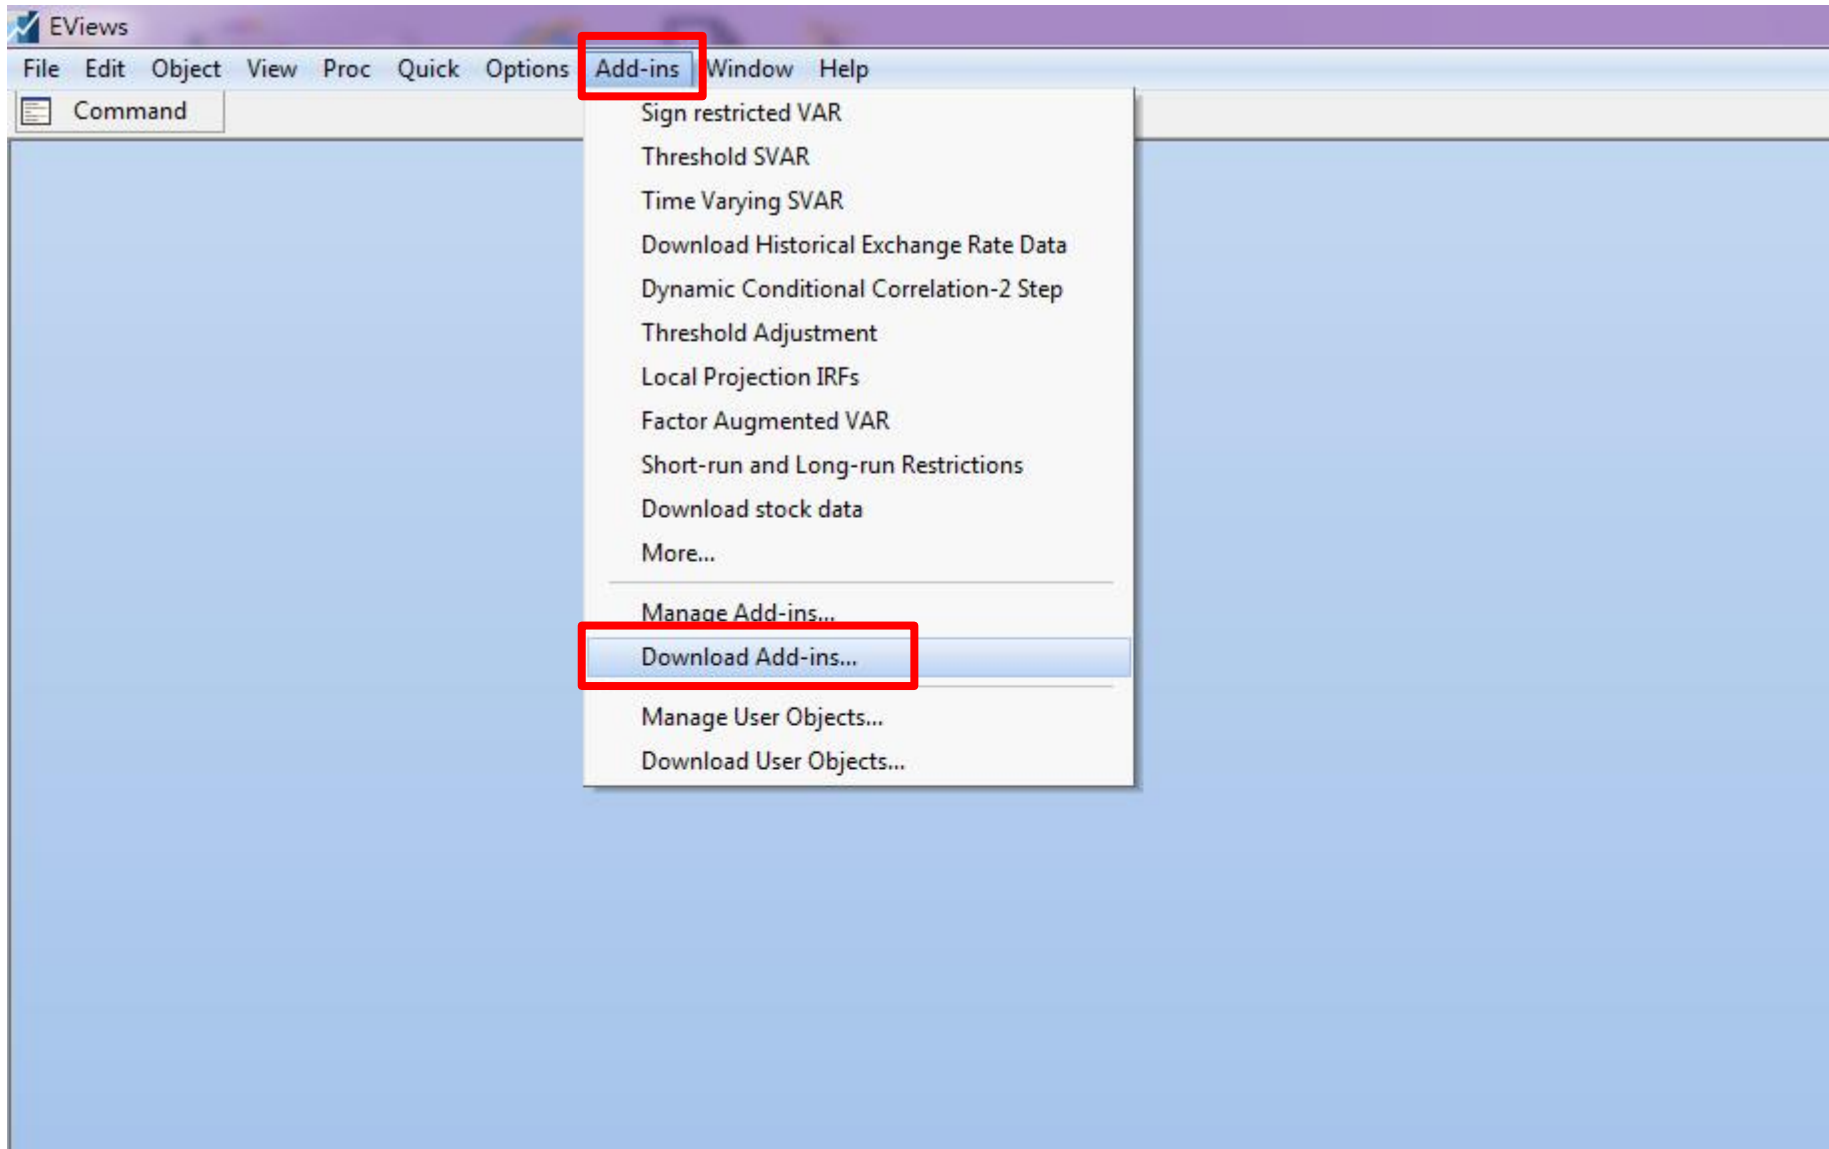 EViews
File Edit Object View Proc Quick Options Add-ins Window Help
Command
Sign restricted VAR
Threshold SVAR
Time Varying SVAR
Download Historical Exchange Rate Data
Dynamic Conditional Correlation-2 Step
Threshold Adjustment
Local Projection IRFs
Factor Augmented VAR
Short-run and Long-run Restrictions
Download stock data
More...
Manage Add-ins...
Download Add-ins...
Manage User Objects...
Download User Objects...